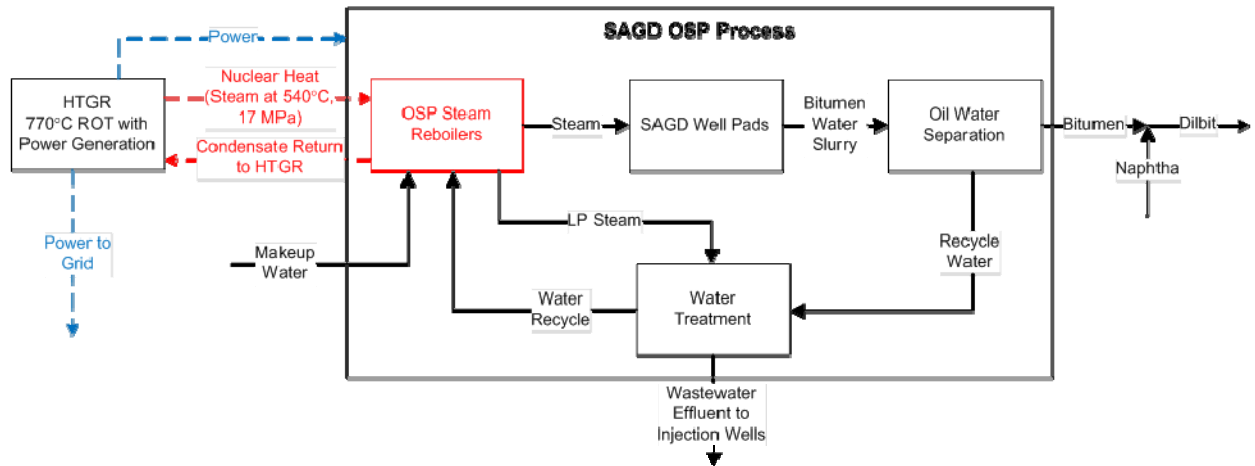 SAGD OSP Process
Power
Nuclear Heat
(Steam at 540°C,
17 MPa)
HTGR
770°C ROT with
Power Generation
Condensate Return
to HTGR
OSP Steam
Reboilers
Steam
SAGD Well Pads
Bitumen
Water
Slurry
Oil Water
Separation
Bitumen
Dilbit
Naphtha
LP Steam
Power to
Grid
Makeup
Water
Water
Recycle
Water
Treatment
Recycle
Water
Wastewater
Effluent to
Injection Wells